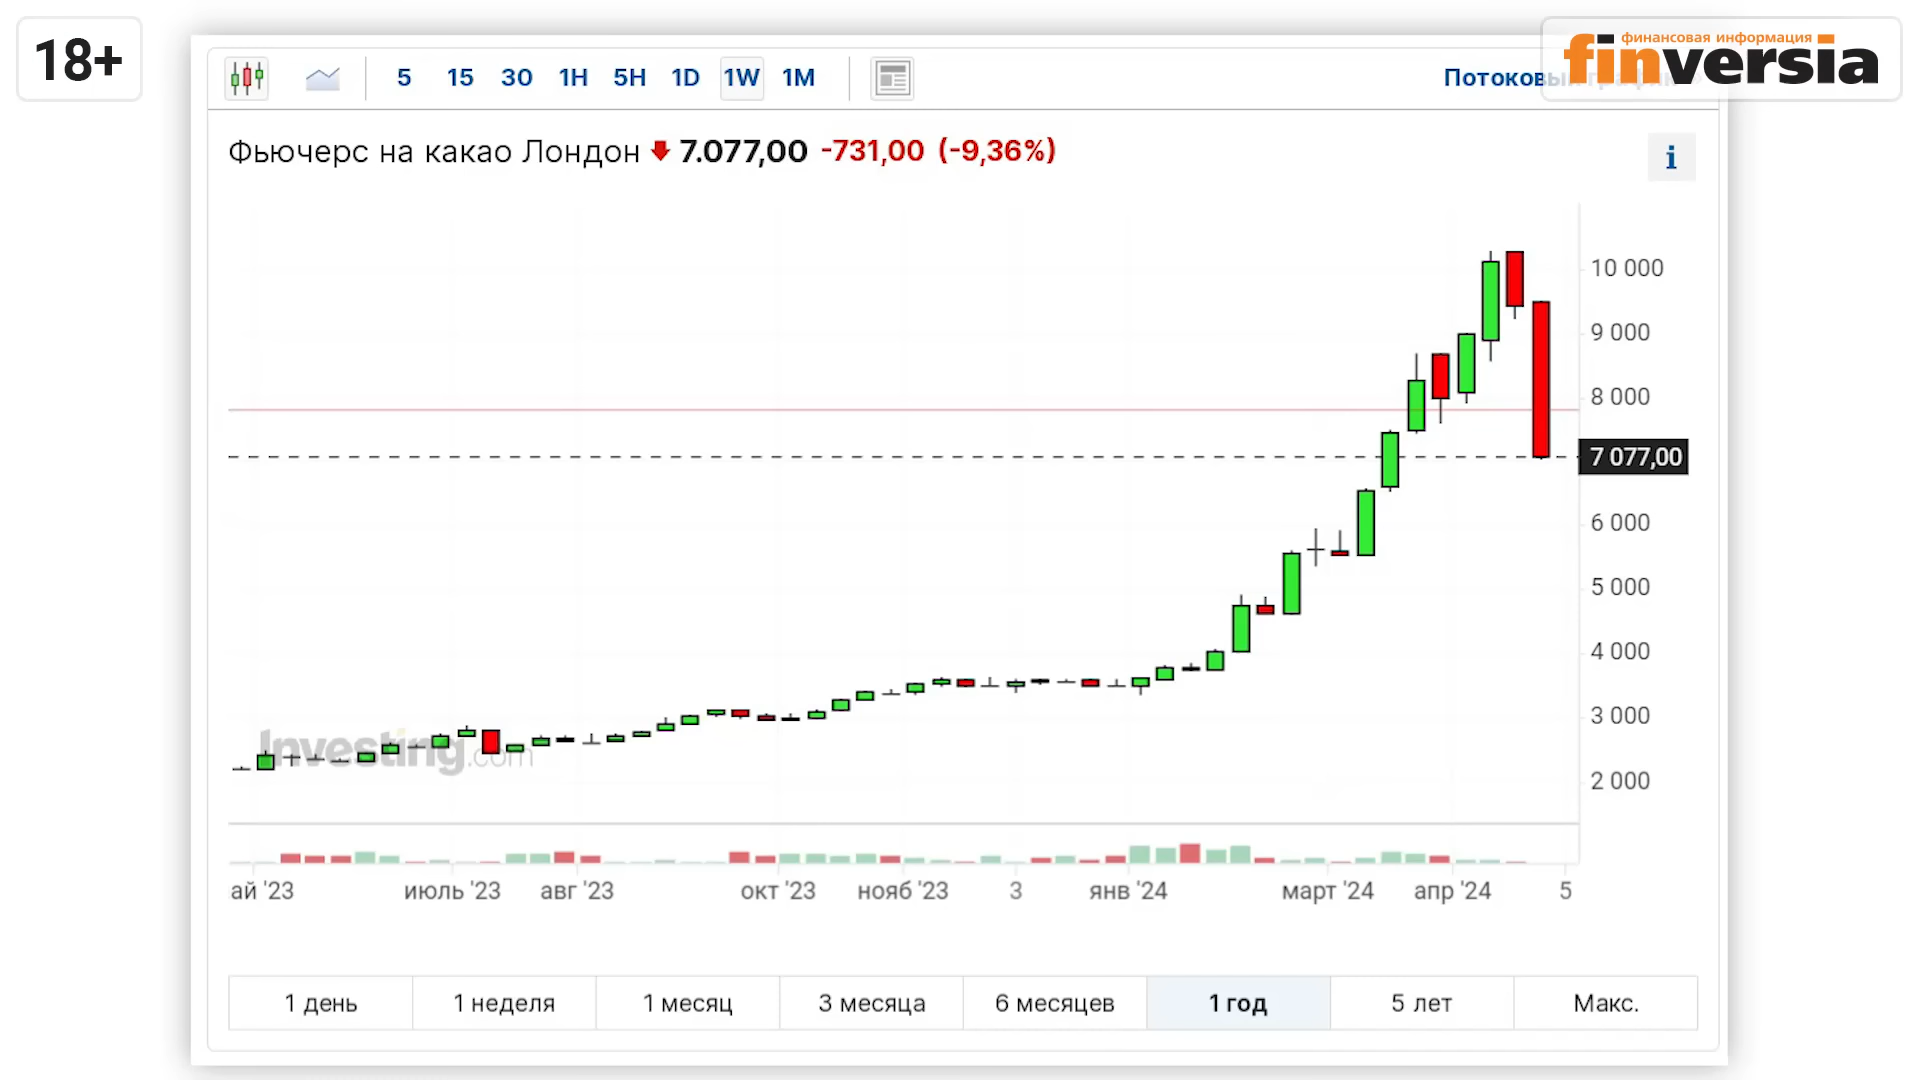 18+
финансовая информация
finversia
5 15 30 1H 5H 1D 1W 1M
Фьючерс на какао Лондон 7.077,00 -731,00 (-9,36%)
i
10 000
9 000
8 000
7 077,00
6 000
5 000
4 000
3 000
2 000
Investing.com
ай '23 июль '23 авг '23 окт '23 нояб '23 3 янв '24 март '24 апр '24 5
1 день 1 неделя 1 месяц 3 месяца 6 месяцев 1 год 5 лет Макс.